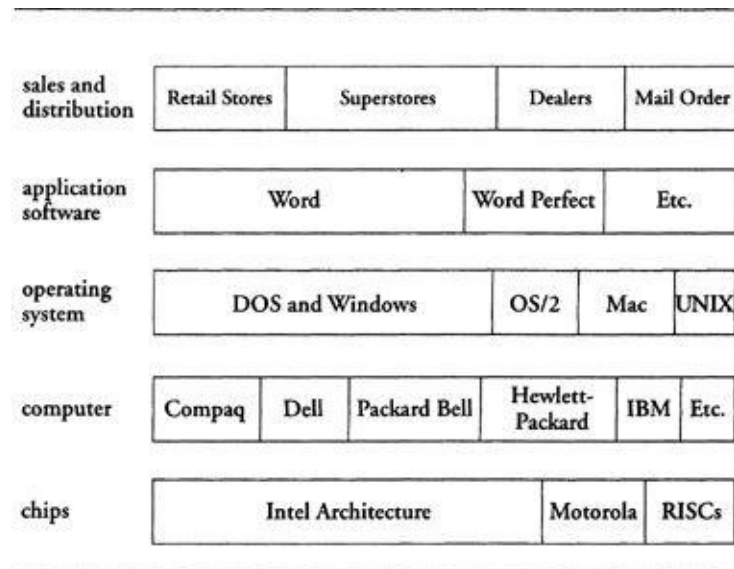 sales and
distribution
Retail Stores
Superstores
Dealers
Mail Order
application
software
Word
Word Perfect
Etc.
operating
system
DOS and Windows
OS/2
Mac
UNIX
computer
Compaq
Dell
Packard Bell
Hewlett-
Packard
IBM
Etc.
chips
Intel Architecture
Motorola
RISCs